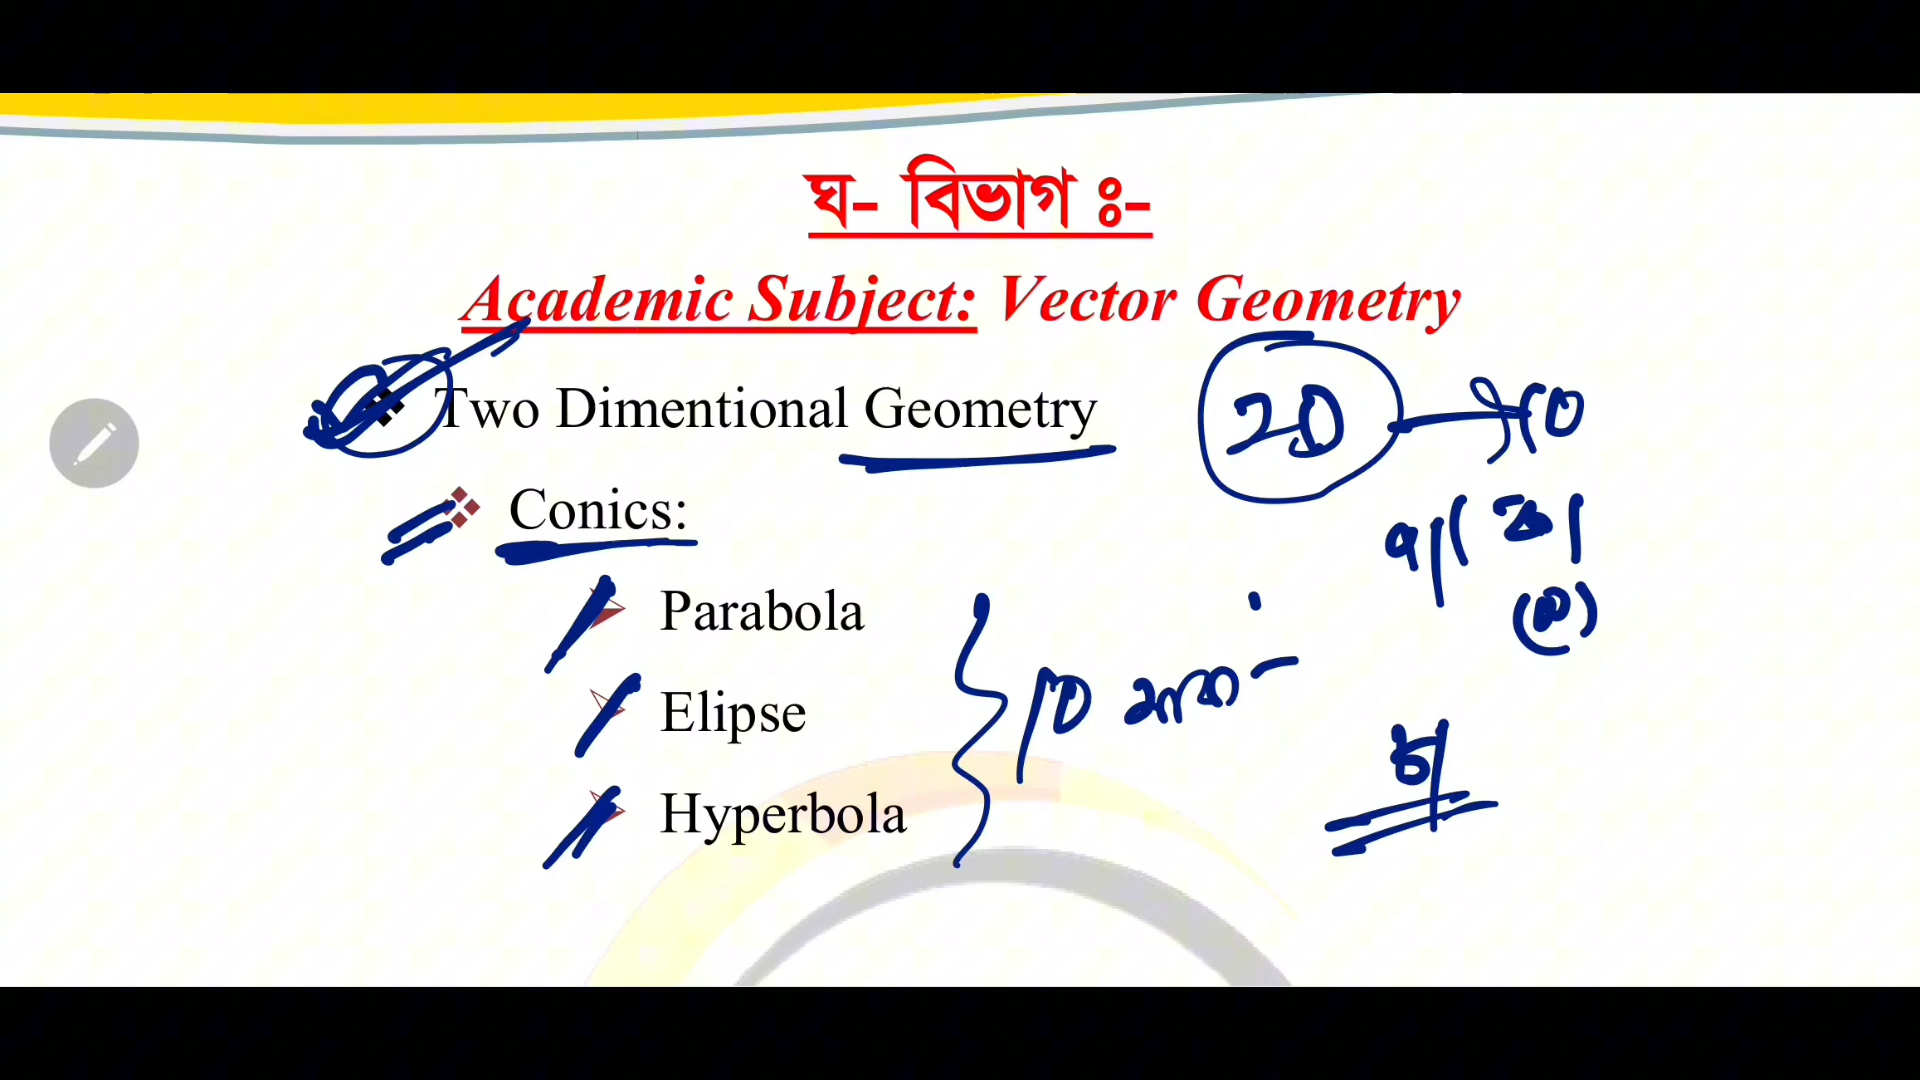 ঘ- বিভাগ ঃ-
Academic Subject: Vector Geometry
Two Dimentional Geometry 2D
Conics:
Parabola
Elipse
Hyperbola